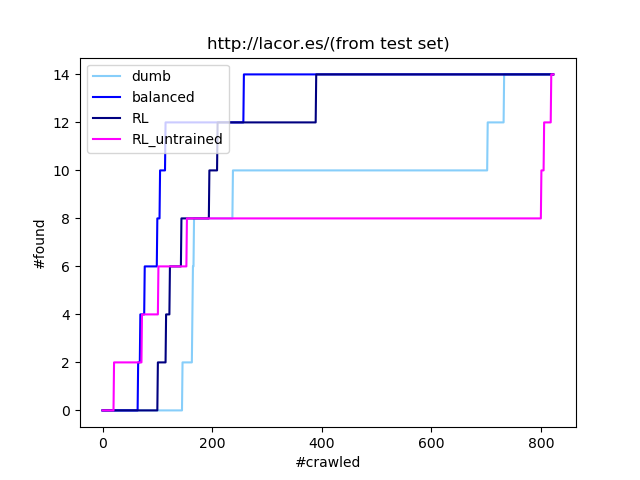 http://lacor.es/(from test set)
dumb
balanced
RL
RL_untrained
14
12
10
8
6
4
2
0
#found
0 200 400 600 800
#crawled